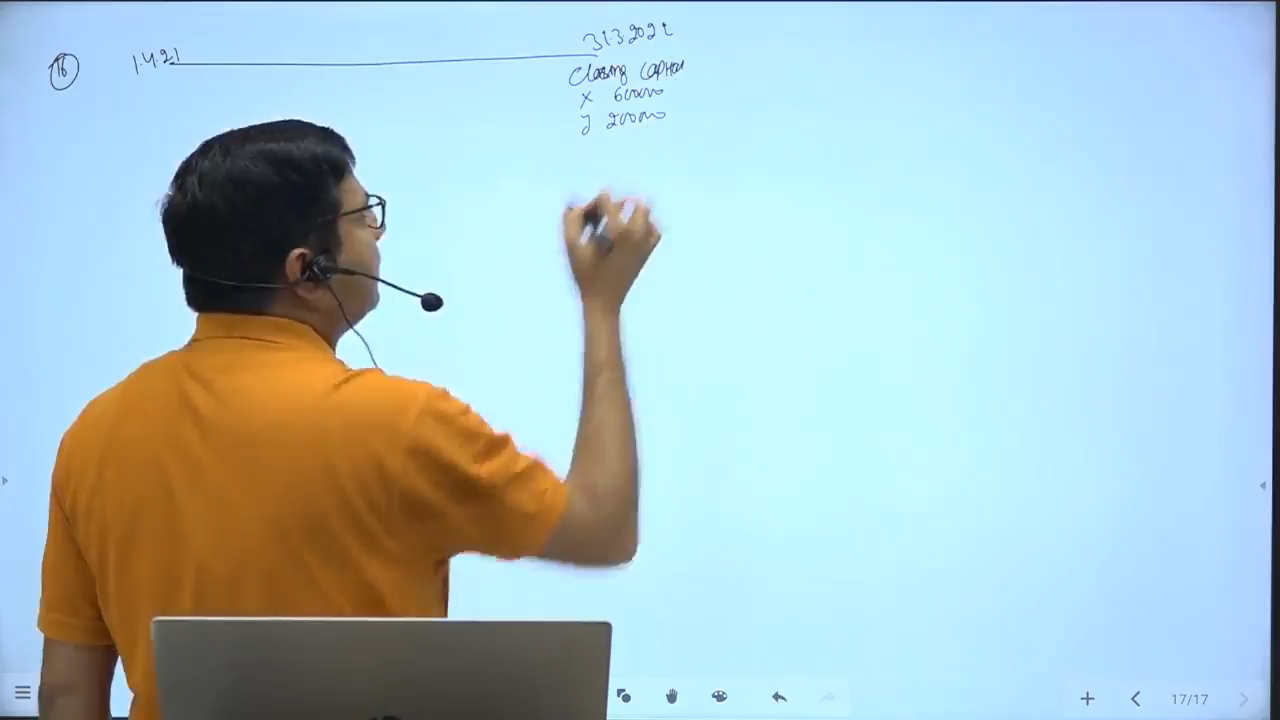 16 1.4.21 31.3.2022
Closing Capital
X 600000
Y 200000
17/17